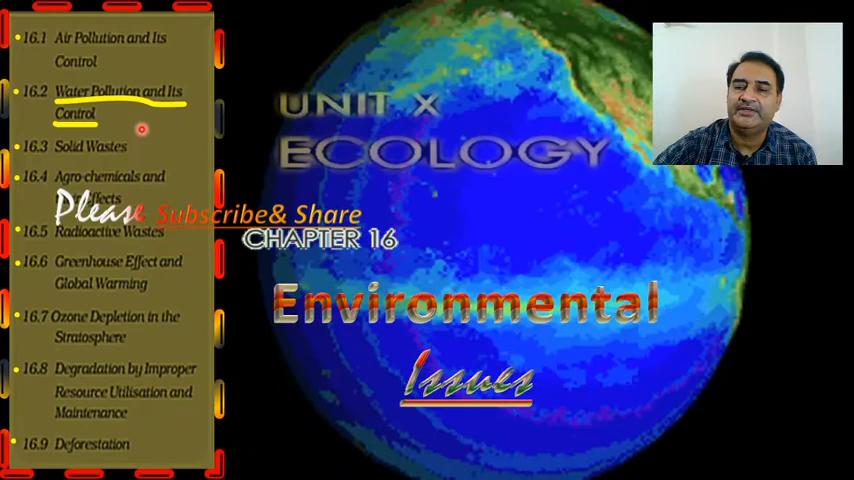 16.1 Air Pollution and Its
Control
16.2 Water Pollution and Its
Control
16.3 Solid Wastes
16.4 Agro-chemicals and
Effects
16.5 Radioactive Wastes
16.6 Greenhouse Effect and
Global Warming
16.7 Ozone Depletion in the
Stratosphere
16.8 Degradation by Improper
Resource Utilisation and
Maintenance
16.9 Deforestation
UNIT X
ECOLOGY
Please Subscribe& Share
CHAPTER 16
Environmental
Issues